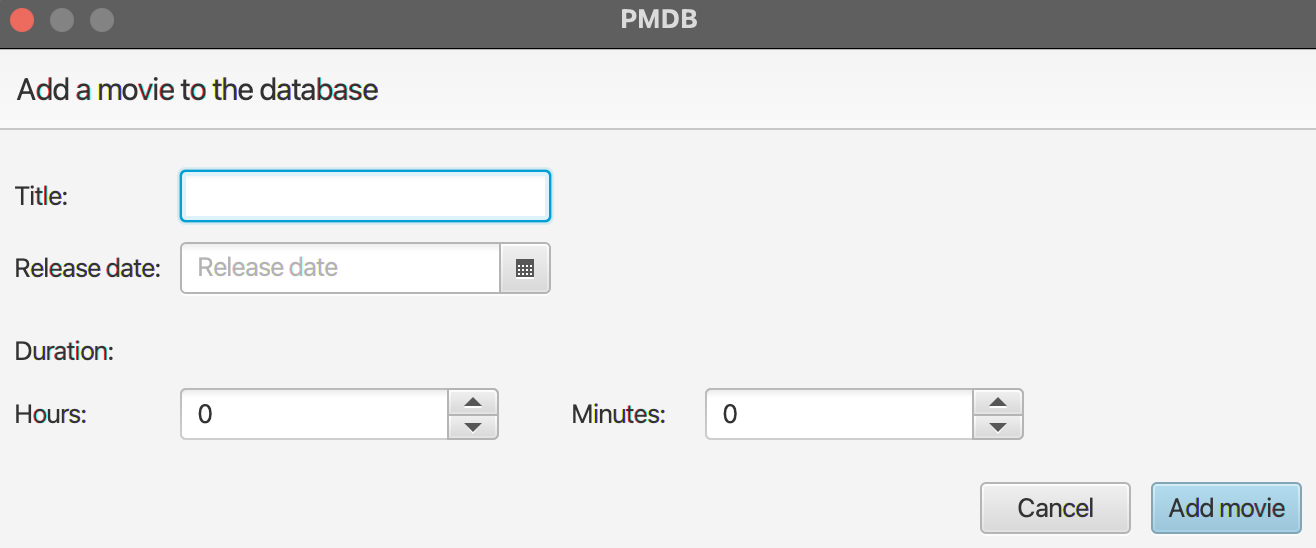 PMDB
Add a movie to the database
Title:
Release date: Release date
Duration:
Hours: 0 Minutes: 0
Cancel Add movie